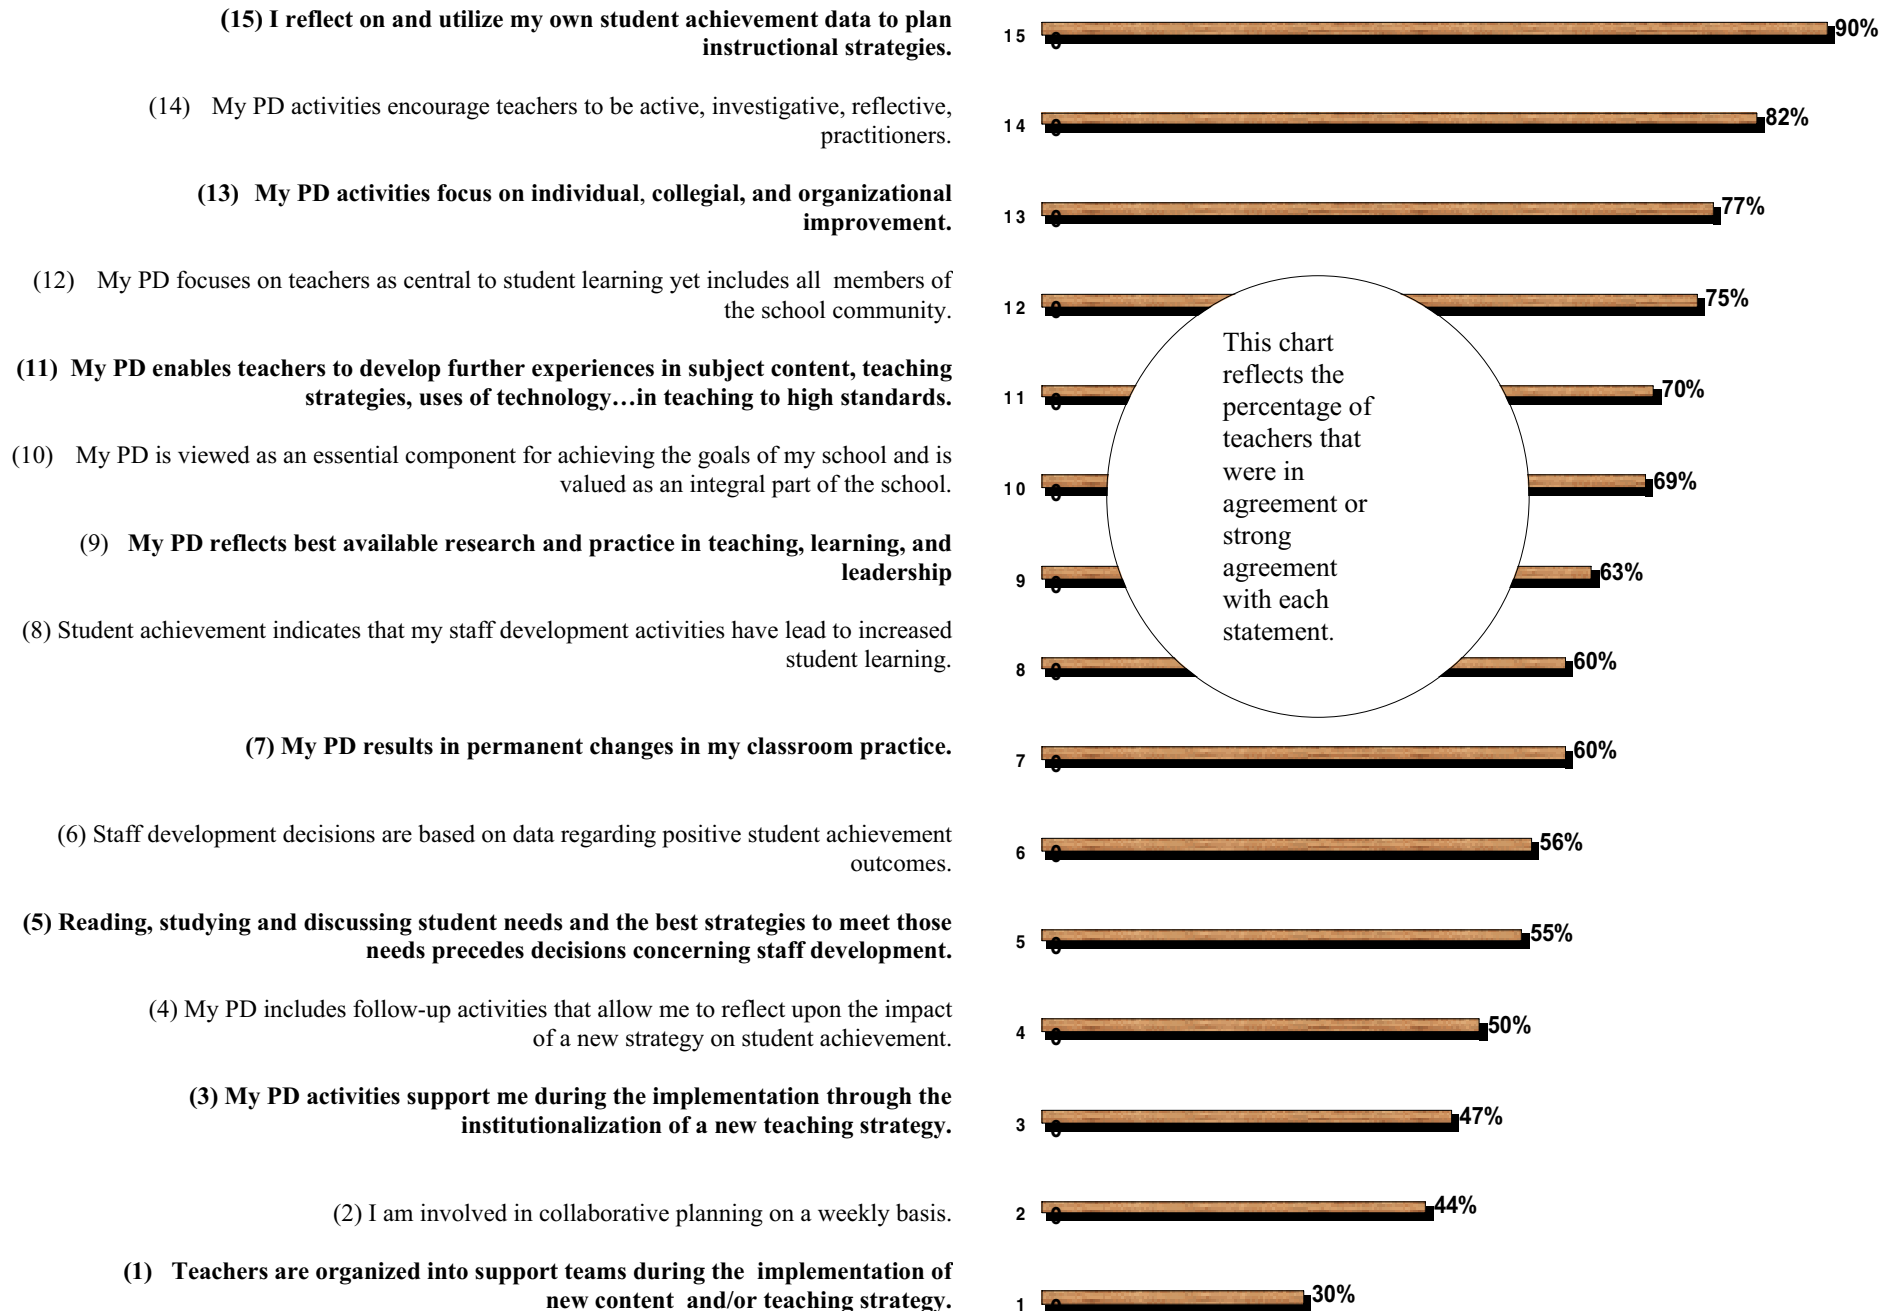 (15) I reflect on and utilize my own student achievement data to plan
instructional strategies.
15 0 90%
(14) My PD activities encourage teachers to be active, investigative, reflective,
practitioners.
14 0 82%
(13) My PD activities focus on individual, collegial, and organizational
improvement.
13 0 77%
(12) My PD focuses on teachers as central to student learning yet includes all members of
the school community.
12 0 75%
(11) My PD enables teachers to develop further experiences in subject content, teaching
strategies, uses of technology…in teaching to high standards.
11 0 70%
(10) My PD is viewed as an essential component for achieving the goals of my school and is
valued as an integral part of the school.
10 0 69%
(9) My PD reflects best available research and practice in teaching, learning, and
leadership
9 0 63%
(8) Student achievement indicates that my staff development activities have lead to increased
student learning.
8 0 60%
This chart
reflects the
percentage of
teachers that
were in
agreement or
strong
agreement
with each
statement.
(7) My PD results in permanent changes in my classroom practice.
7 0 60%
(6) Staff development decisions are based on data regarding positive student achievement
outcomes.
6 0 56%
(5) Reading, studying and discussing student needs and the best strategies to meet those
needs precedes decisions concerning staff development.
5 0 55%
(4) My PD includes follow-up activities that allow me to reflect upon the impact
of a new strategy on student achievement.
4 0 50%
(3) My PD activities support me during the implementation through the
institutionalization of a new teaching strategy.
3 0 47%
(2) I am involved in collaborative planning on a weekly basis.
2 0 44%
(1) Teachers are organized into support teams during the implementation of
new content and/or teaching strategy.
1 0 30%